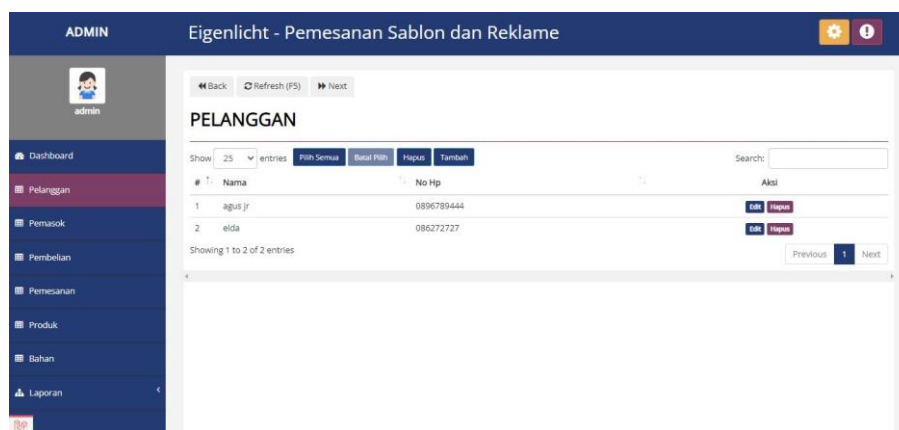 ADMIN
Eigenlicht - Pemesanan Sablon dan Reklame
admin
Back Refresh (F5) Next
PELANGGAN
Dashboard
Pelanggan
Pemasok
Pembelian
Pemesanan
Produk
Bahan
Laporan
Show 25 entries Pilih Semua Batal Pilih Hapus Tambah Search:
# Nama No Hp Aksi
1 agus jr 0896789444 Edit Hapus
2 elda 086272727 Edit Hapus
Showing 1 to 2 of 2 entries
Previous 1 Next